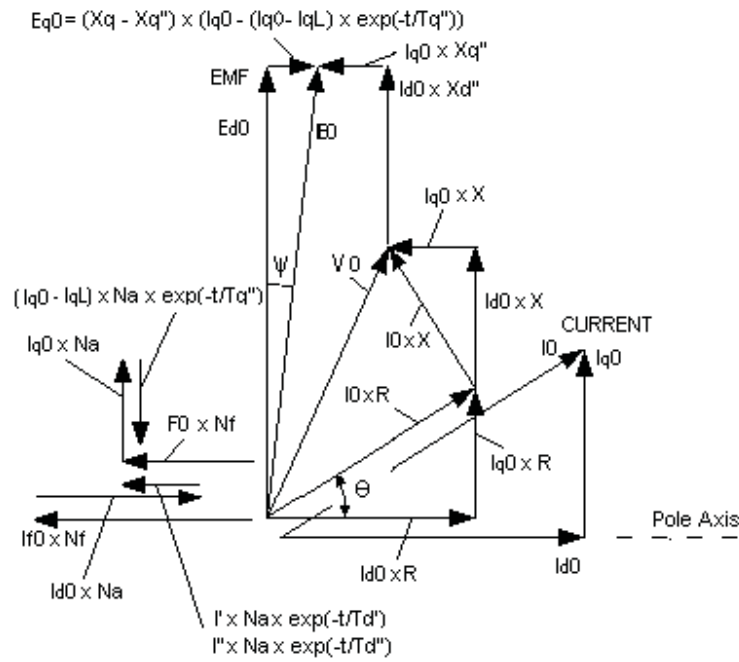 Eq0 = (Xq - Xq") x (Iq0 - (Iq0 - IqL) x exp(-t/Tq"))
Iq0 x Xq"
EMF
Id0 x Xd"
Ed0
E0
Iq0 x X
ψ
V0
(Iq0 - IqL) x Na x exp(-t/Tq")
Id0 x X
I0 x X
CURRENT
Iq0 x Na
I0
Iq0
I0 x R
F0 x Nf
Iq0 x R
Θ
Pole Axis
If0 x Nf
Id0 x R
Id0
Id0 x Na
I' x Na x exp(-t/Td')
I" x Na x exp(-t/Td")